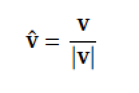 v̂ = v / |v|